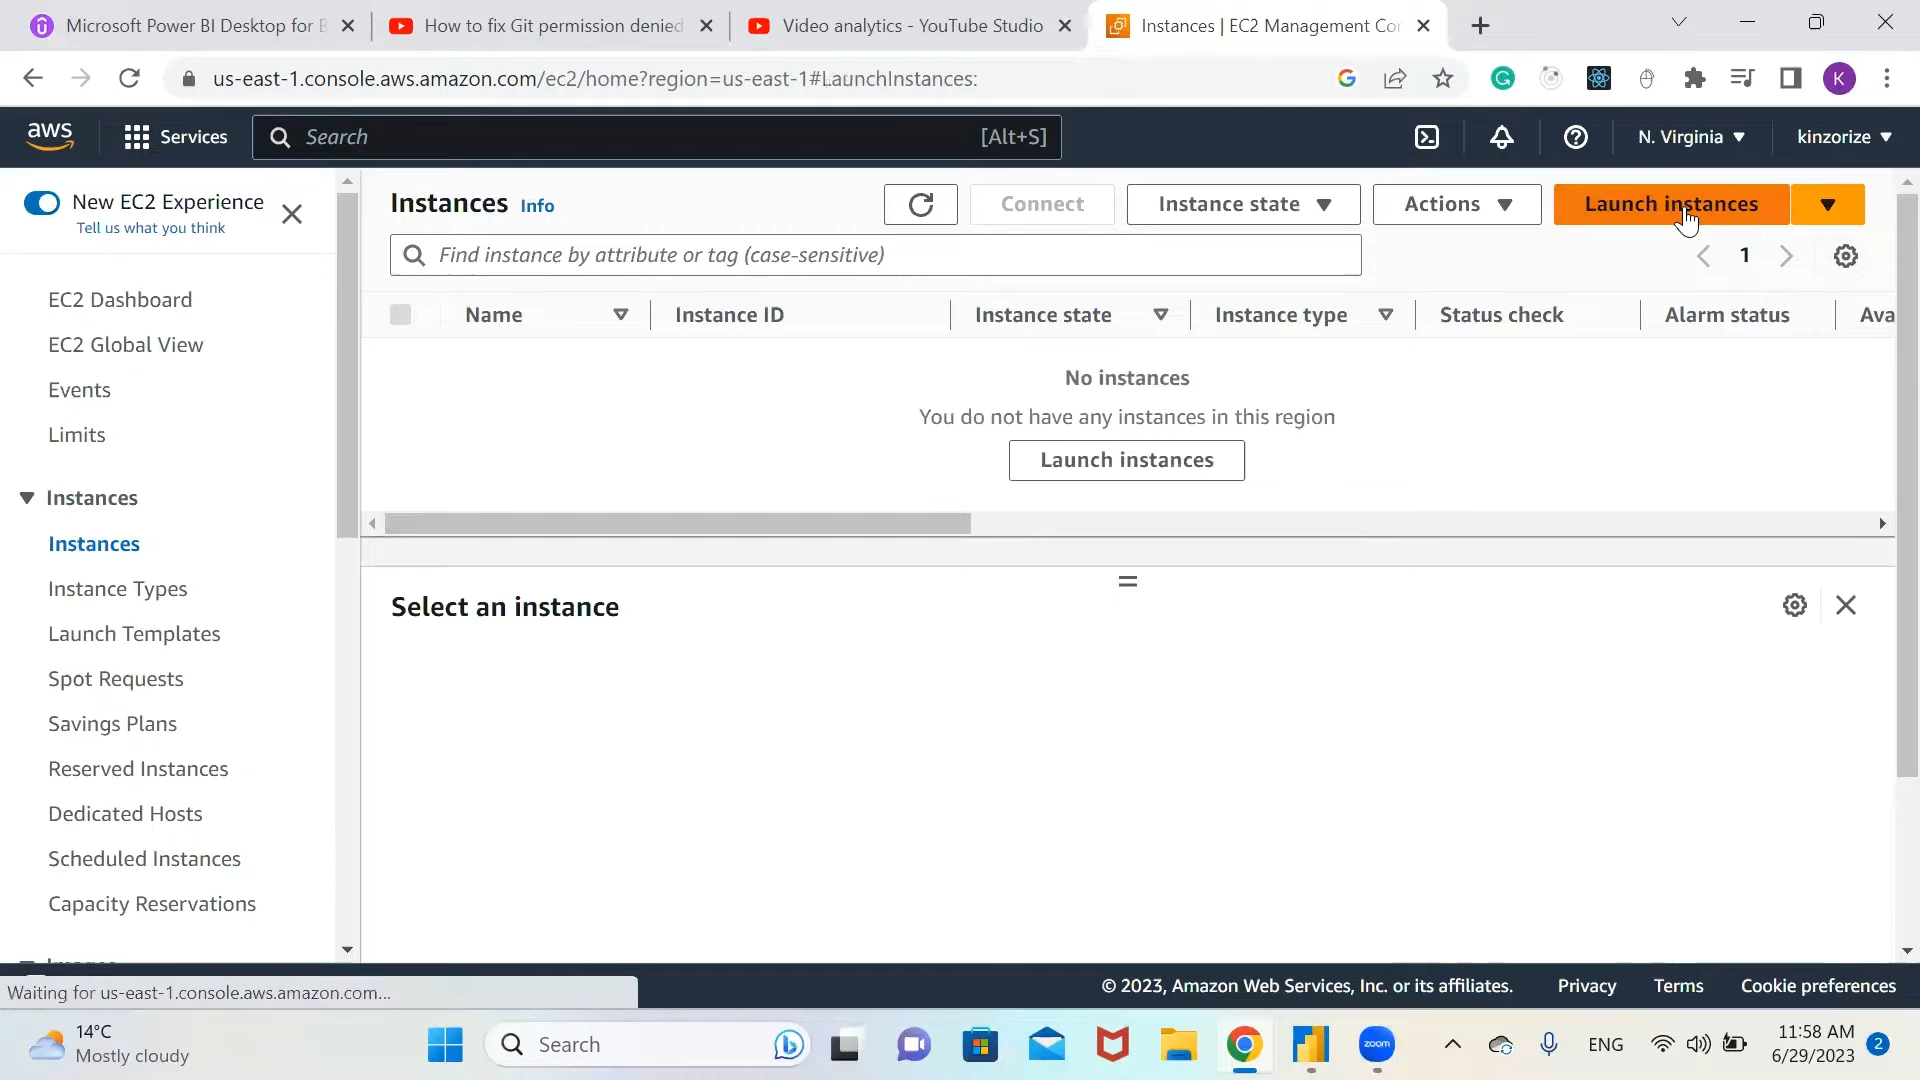 Microsoft Power BI Desktop for B
How to fix Git permission denied
Video analytics - YouTube Studio
Instances | EC2 Management Con
us-east-1.console.aws.amazon.com/ec2/home?region=us-east-1#LaunchInstances:
K
aws
Services
Search
[Alt+S]
N. Virginia
kinzorize
New EC2 Experience
Tell us what you think
EC2 Dashboard
EC2 Global View
Events
Limits
Instances
Instances
Instance Types
Launch Templates
Spot Requests
Savings Plans
Reserved Instances
Dedicated Hosts
Scheduled Instances
Capacity Reservations
Instances Info
Connect
Instance state
Actions
Launch instances
Find instance by attribute or tag (case-sensitive)
1
Name
Instance ID
Instance state
Instance type
Status check
Alarm status
Ava
No instances
You do not have any instances in this region
Launch instances
Select an instance
Waiting for us-east-1.console.aws.amazon.com...
© 2023, Amazon Web Services, Inc. or its affiliates.
Privacy
Terms
Cookie preferences
14°C
Mostly cloudy
Search
zoom
ENG
11:58 AM
6/29/2023
2